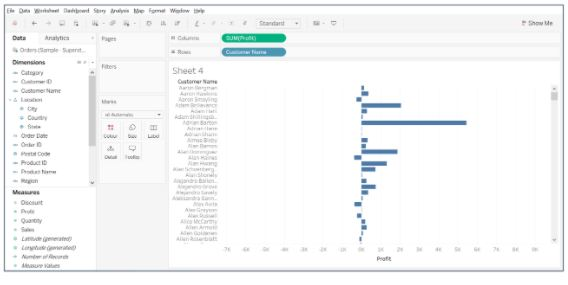 File Data Worksheet Dashboard Story Analysis Map Format Window Help
Standard
Show Me
Data Analytics
Orders (Sample - Superst...
Dimensions
Category
Customer ID
Customer Name
Location
City
Country
State
Order Date
Order ID
Postal Code
Product ID
Product Name
Region
Measures
Discount
Profit
Quantity
Sales
Latitude (generated)
Longitude (generated)
Number of Records
Measure Values
Pages
Filters
Marks
Automatic
Colour Size Label
Detail Tooltip
Columns SUM(Profit)
Rows Customer Name
Sheet 4
Customer Name
Aaron Bergman
Aaron Hawkins
Aaron Smayling
Adam Bellavance
Adam Hart
Adam Shillingsb..
Adrian Barton
Adrian Hane
Adrian Shami
Aimee Bixby
Alan Barnes
Alan Dominguez
Alan Haines
Alan Hwang
Alan Schoenberg..
Alan Shonely
Alejandro Ballen..
Alejandro Grove
Alejandro Savely
Aleksandra Gann..
Alex Avila
Alex Grayson
Alex Russell
Alice McCarthy
Allen Armold
Allen Goldenen
Allen Rosenblatt
-7K -6K -5K -4K -3K -2K -1K 0K 1K 2K 3K 4K 5K 6K 7K 8K 9K
Profit